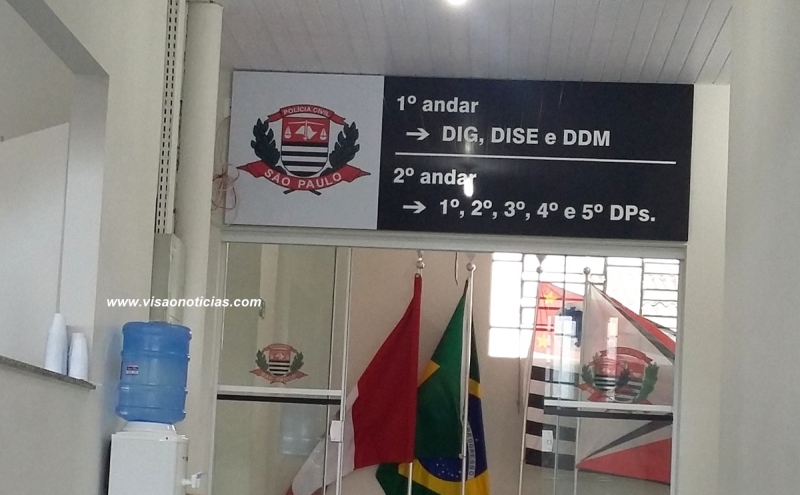 POLÍCIA CIVIL
SÃO PAULO
1º andar
→ DIG, DISE e DDM
2º andar
→ 1º, 2º, 3º, 4º e 5º DPs.
www.visaonoticias.com